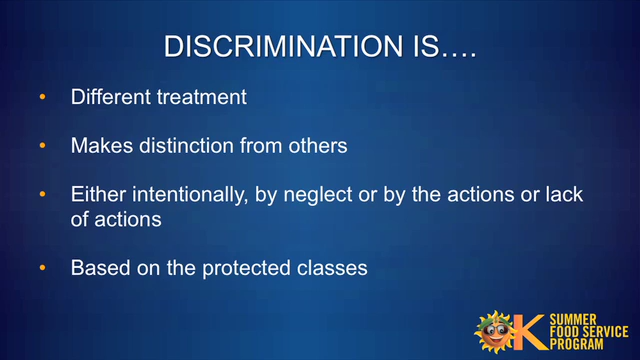 DISCRIMINATION IS….
• Different treatment
• Makes distinction from others
• Either intentionally, by neglect or by the actions or lack
of actions
• Based on the protected classes
K SUMMER
FOOD SERVICE
PROGRAM